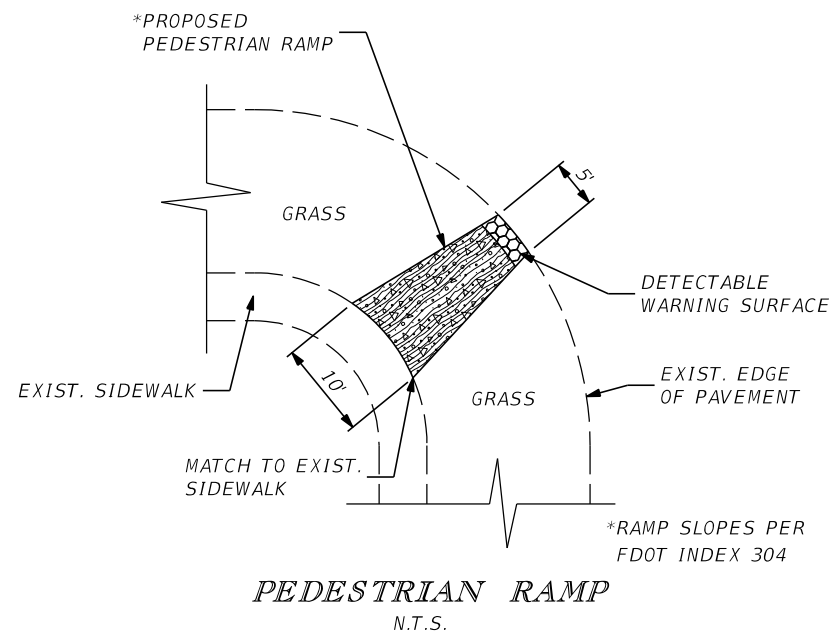 *PROPOSED
PEDESTRIAN RAMP
5'
GRASS
DETECTABLE
WARNING SURFACE
EXIST. SIDEWALK
10'
GRASS
EXIST. EDGE
OF PAVEMENT
MATCH TO EXIST.
SIDEWALK
*RAMP SLOPES PER
FDOT INDEX 304
PEDESTRIAN RAMP
N.T.S.